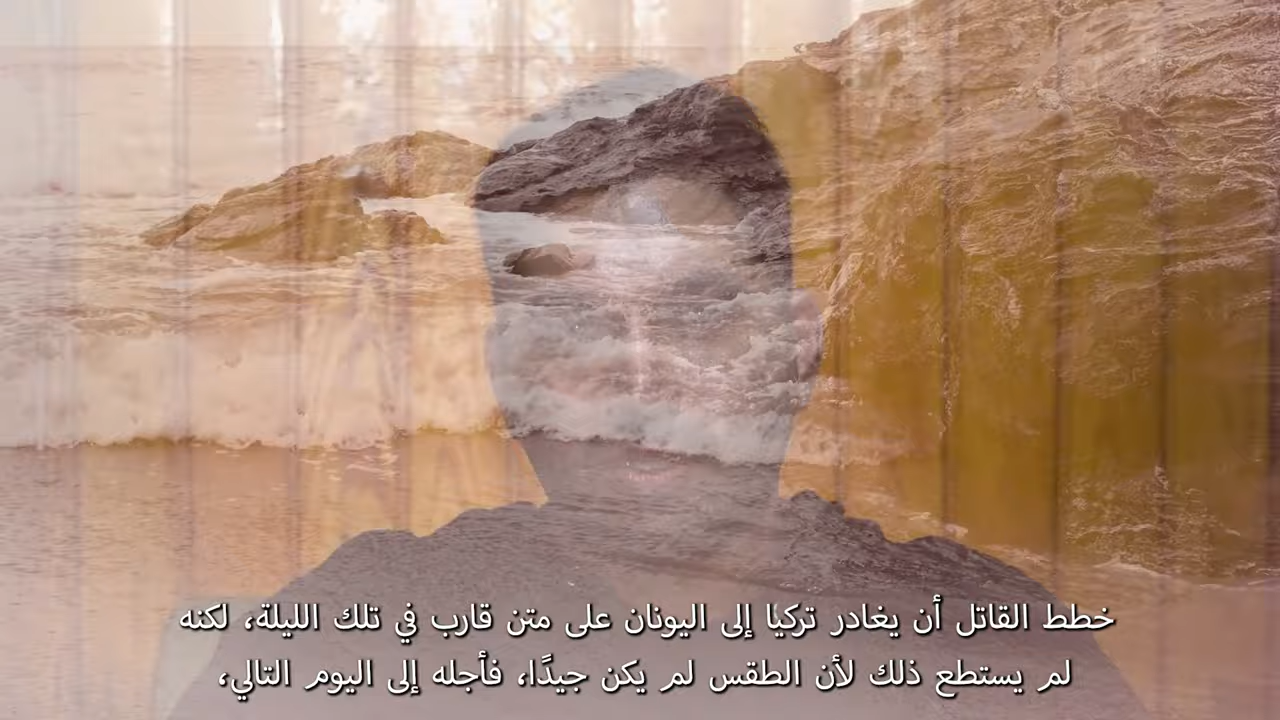 خطط القاتل أن يغادر تركيا إلى اليونان على متن قارب في تلك الليلة، لكنه
لم يستطع ذلك لأن الطقس لم يكن جيدًا، فأجله إلى اليوم التالي،